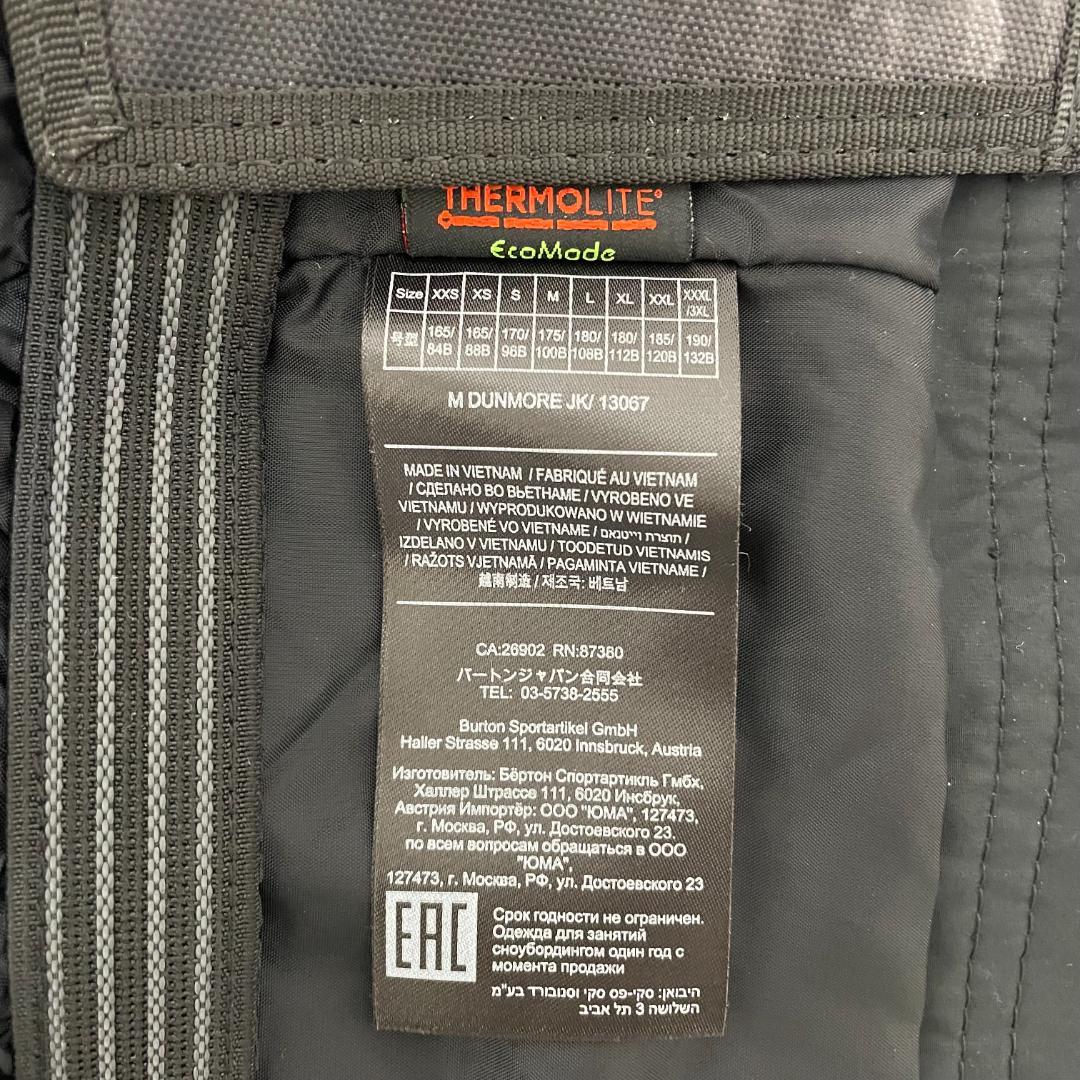 THERMOLITE®
EcoMade
Size XXS XS S M L XL XXL XXXL/3XL
号型 165/84B 165/88B 170/98B 175/100B 180/108B 180/112B 185/120B 190/132B
M DUNMORE JK/ 13067
MADE IN VIETNAM / FABRIQUÉ AU VIETNAM
/ СДЕЛАНО ВО ВЬЕТНАМЕ / VYROBENO VE
VIETNAMU / WYPRODUKOWANO W WIETNAMIE
/ VYROBENÉ VO VIETNAME / תוצרת וייטנאם /
IZDELANO V VIETNAMU / TOODETUD VIETNAMIS
/ RAŽOTS VJETNAMĀ / PAGAMINTA VIETNAME /
越南制造 / 제조국: 베트남
CA:26902 RN:87380
バートンジャパン合同会社
TEL: 03-5738-2555
Burton Sportartikel GmbH
Haller Strasse 111, 6020 Innsbruck, Austria
Изготовитель: Бёртон Спортартикль Гмбх,
Халлер Штрассе 111, 6020 Инсбрук,
Австрия Импортёр: ООО "ЮМА", 127473,
г. Москва, РФ, ул. Достоевского 23.
по всем вопросам обращаться в ООО
"ЮМА",
127473, г. Москва, РФ, ул. Достоевского 23
EAC
Срок годности не ограничен.
Одежда для занятий
сноубордингом один год с
момента продажи
היבואן: סקי-פס סקי וסנובורד בע"מ
השלושה 3 תל אביב